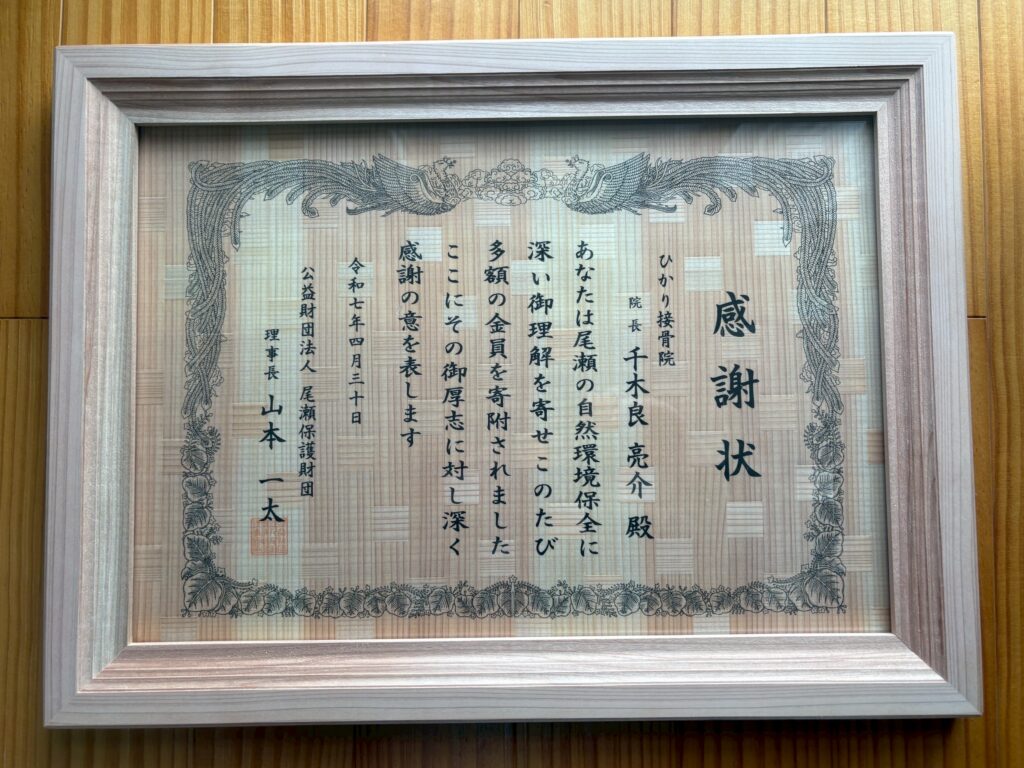 感謝状
ひかり接骨院
院長 千木良 亮介 殿
あなたは尾瀬の自然環境保全に
深い御理解を寄せこのたび
多額の金員を寄附されました
ここにその御厚志に対し深く
感謝の意を表します
令和七年四月三十日
公益財団法人 尾瀬保護財団
理事長 山本 一太